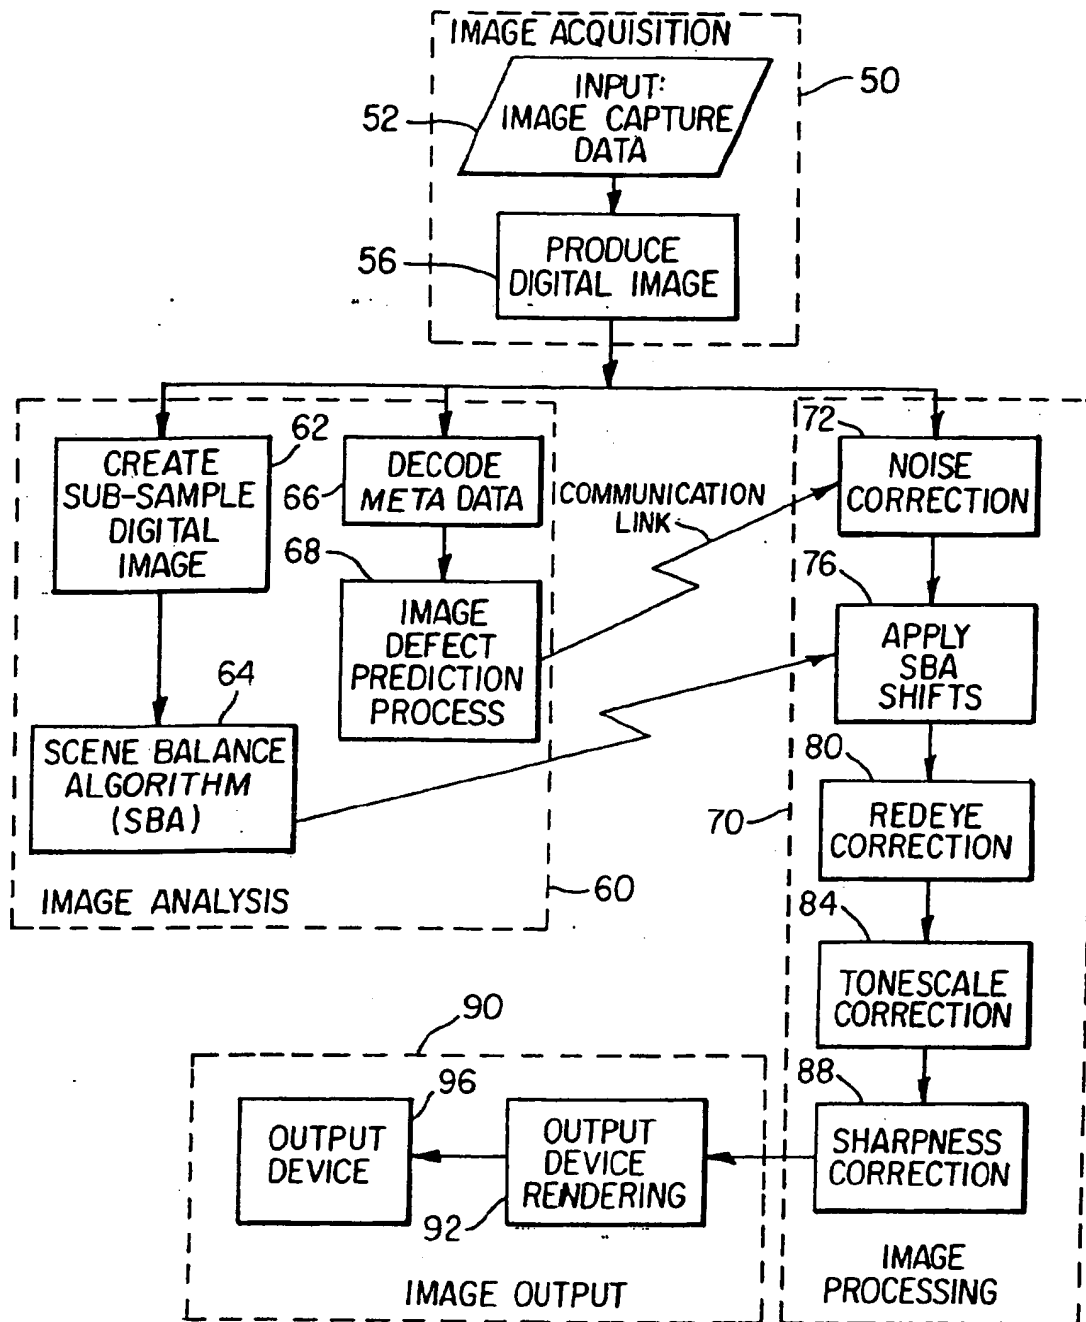 IMAGE ACQUISITION
50
52
INPUT:
IMAGE CAPTURE
DATA
56
PRODUCE
DIGITAL IMAGE
62
CREATE
SUB-SAMPLE
DIGITAL
IMAGE
66
DECODE
META DATA
68
IMAGE
DEFECT
PREDICTION
PROCESS
64
SCENE BALANCE
ALGORITHM
(SBA)
IMAGE ANALYSIS
60
COMMUNICATION
LINK
72
NOISE
CORRECTION
76
APPLY
SBA
SHIFTS
80
70
REDEYE
CORRECTION
84
TONESCALE
CORRECTION
88
SHARPNESS
CORRECTION
IMAGE
PROCESSING
90
96
OUTPUT
DEVICE
OUTPUT
DEVICE
RENDERING
92
IMAGE OUTPUT